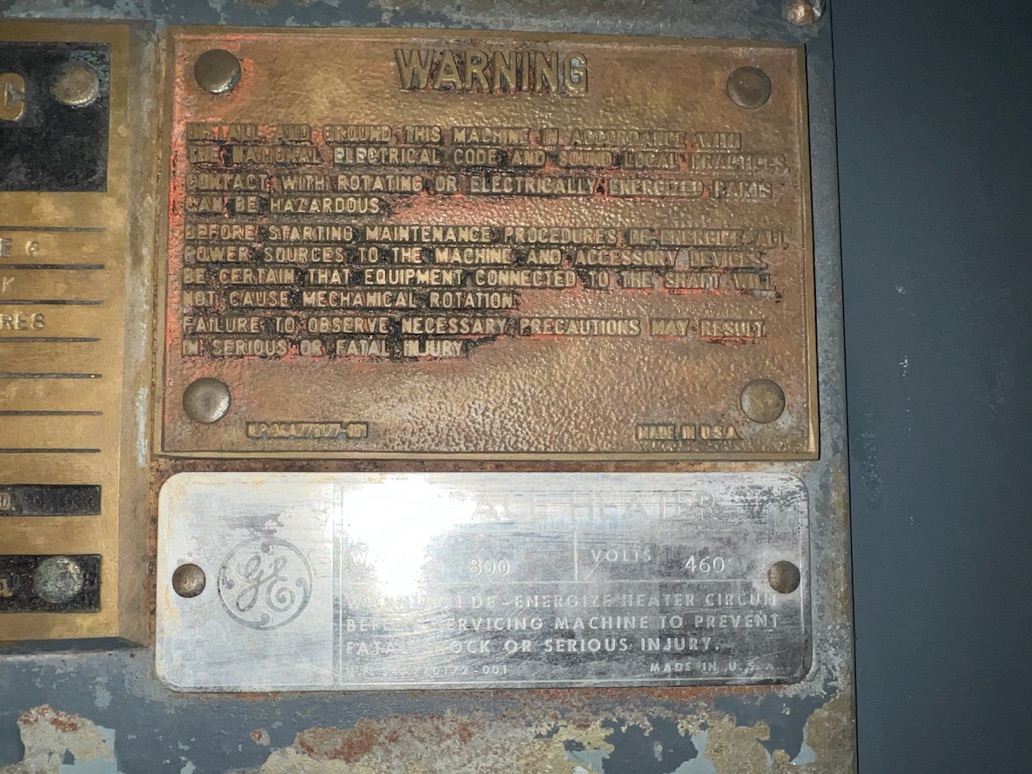 C
WARNING
INSTALL AND GROUND THIS MACHINE IN ACCORDANCE WITH
THE NATIONAL ELECTRICAL CODE AND SOUND LOCAL PRACTICES.
CONTACT WITH ROTATING OR ELECTRICALLY ENERGIZED PARTS
CAN BE HAZARDOUS.
BEFORE STARTING MAINTENANCE PROCEDURES DE-ENERGIZE ALL
POWER SOURCES TO THE MACHINE AND ACCESSORY DEVICES.
BE CERTAIN THAT EQUIPMENT CONNECTED TO THE SHAFT WILL
NOT CAUSE MECHANICAL ROTATION.
FAILURE TO OBSERVE NECESSARY PRECAUTIONS MAY RESULT
IN SERIOUS OR FATAL INJURY.
MADE IN U.S.A.
E G
K
RES
HEATER
GE
800 VOLTS 460
DE-ENERGIZE HEATER CIRCUIT
SERVICING MACHINE TO PREVENT
FATAL SHOCK OR SERIOUS INJURY.
MADE IN U.S.A.